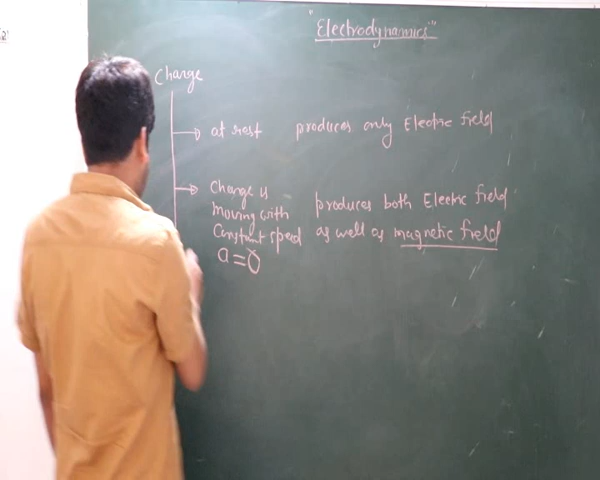 "Electrodynamics"
Charge
at rest produces only Electric field
Charge is
moving with
constant speed
produces both Electric field
as well as magnetic field
a=0